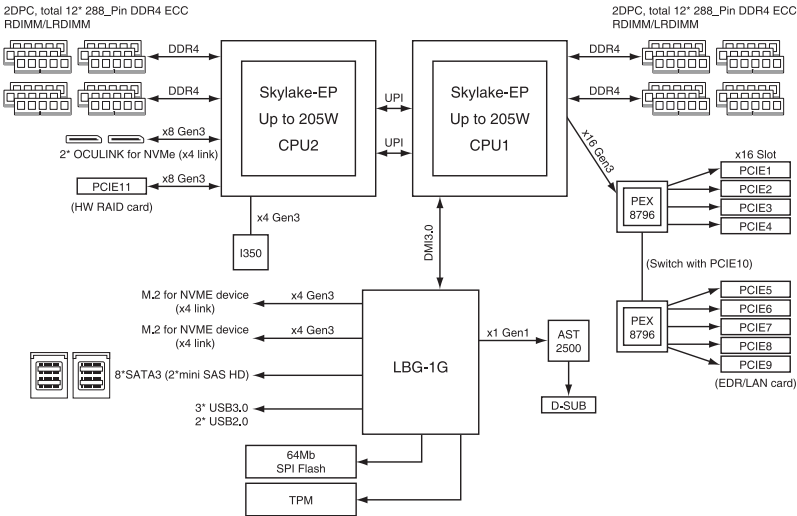 2DPC, total 12* 288_Pin DDR4 ECC
RDIMM/LRDIMM
2DPC, total 12* 288_Pin DDR4 ECC
RDIMM/LRDIMM
DDR4
DDR4
x8 Gen3
2* OCULINK for NVMe (x4 link)
PCIE11
x8 Gen3
(HW RAID card)
Skylake-EP
Up to 205W
CPU2
UPI
UPI
Skylake-EP
Up to 205W
CPU1
DDR4
DDR4
x16 Gen3
x16 Slot
PCIE1
PCIE2
PCIE3
PCIE4
PEX
8796
(Switch with PCIE10)
PEX
8796
PCIE5
PCIE6
PCIE7
PCIE8
PCIE9
(EDR/LAN card)
x4 Gen3
I350
DMI3.0
M.2 for NVME device
(x4 link)
x4 Gen3
M.2 for NVME device
(x4 link)
x4 Gen3
8*SATA3 (2*mini SAS HD)
3* USB3.0
2* USB2.0
LBG-1G
x1 Gen1
AST
2500
D-SUB
64Mb
SPI Flash
TPM